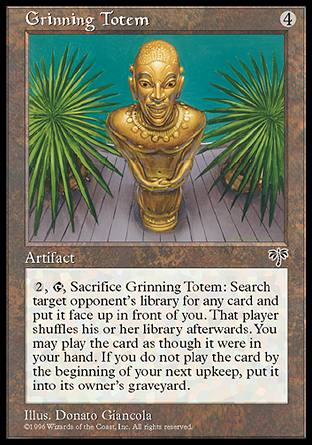 Grinning Totem 4
Artifact
2, , Sacrifice Grinning Totem: Search
target opponent's library for any card and
put it face up in front of you. That player
shuffles his or her library afterwards. You
may play the card as though it were in
your hand. If you do not play the card by
the beginning of your next upkeep, put it
into its owner's graveyard.
Illus. Donato Giancola
©1996 Wizards of the Coast, Inc. All rights reserved.